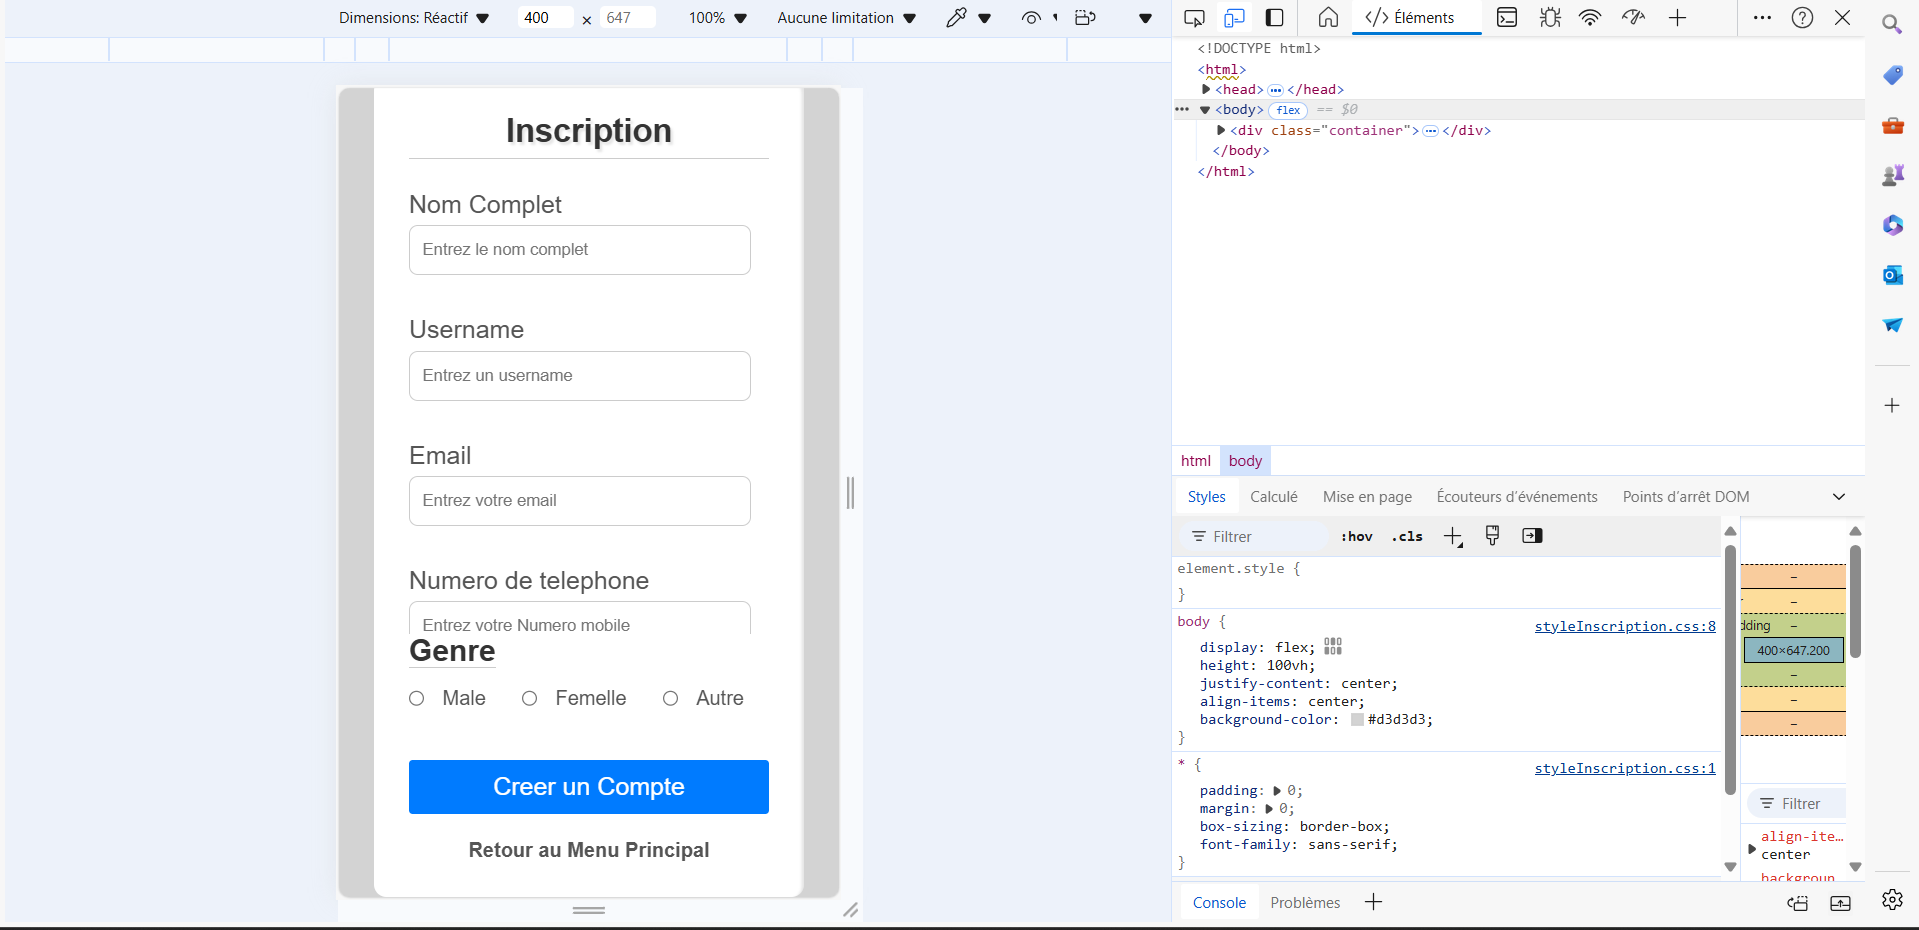 Dimensions: Réactif 400 × 647 100% Aucune limitation
Inscription
Nom Complet
Entrez le nom complet
Username
Entrez un username
Email
Entrez votre email
Numero de telephone
Entrez votre Numero mobile
Genre
Male Femelle Autre
Creer un Compte
Retour au Menu Principal
</> Éléments
<!DOCTYPE html>
<html>
<head> ⋯ </head>
<body> flex == $0
<div class="container"> ⋯ </div>
</body>
</html>
html body
Styles Calculé Mise en page Écouteurs d'événements Points d'arrêt DOM
Filtrer :hov .cls
element.style {
}
body { styleInscription.css:8
display: flex;
height: 100vh;
justify-content: center;
align-items: center;
background-color: #d3d3d3;
}
* { styleInscription.css:1
padding: 0;
margin: 0;
box-sizing: border-box;
font-family: sans-serif;
}
–
–
dding –
400×647.200
–
–
–
Filtrer
align-ite…
center
backgroun
Console Problèmes